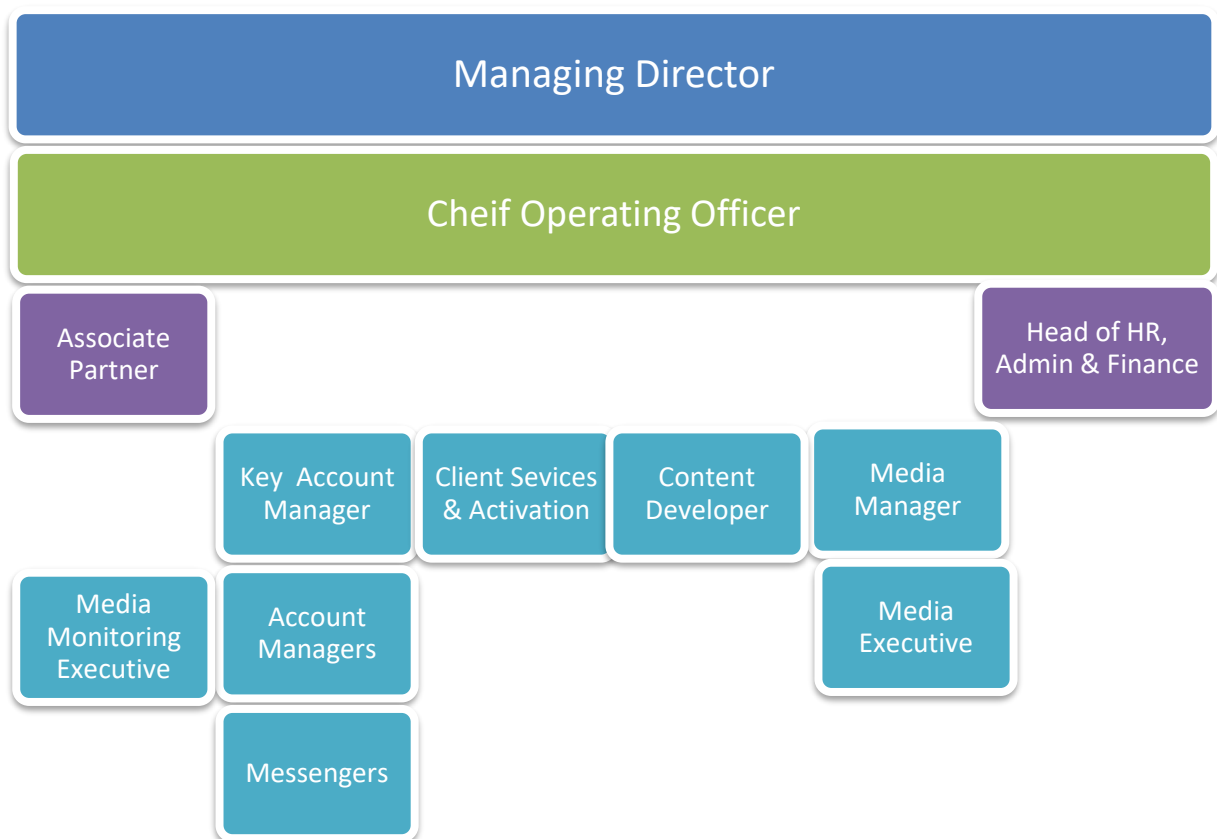 Managing Director
Cheif Operating Officer
Associate
Partner
Head of HR,
Admin & Finance
Key  Account
Manager
Client Sevices
& Activation
Content
Developer
Media
Manager
Media
Monitoring
Executive
Account
Managers
Media
Executive
Messengers